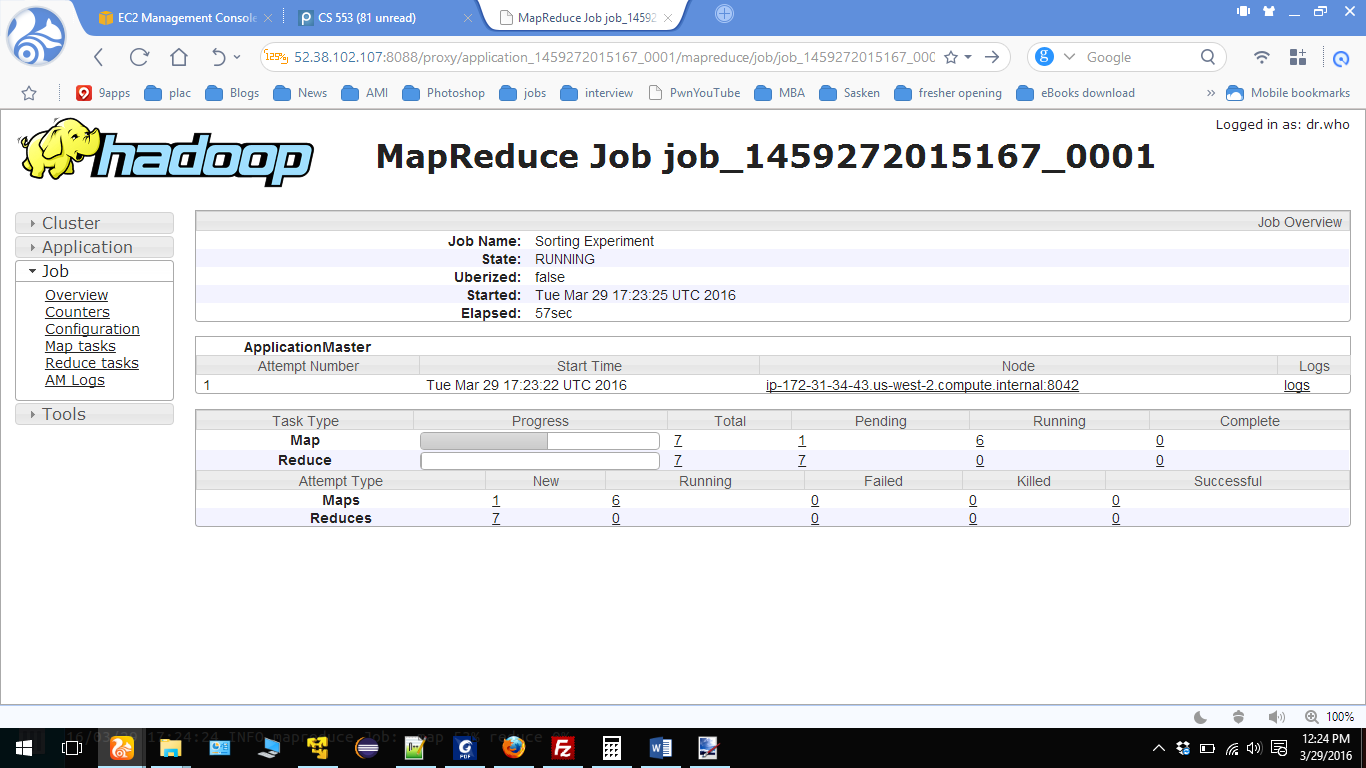 EC2 Management Console
CS 553 (81 unread)
MapReduce Job job_14592
125%
52.38.102.107:8088/proxy/application_1459272015167_0001/mapreduce/job/job_1459272015167_000
g
Google
9apps
plac
Blogs
News
AMI
Photoshop
jobs
interview
PwnYouTube
MBA
Sasken
fresher opening
eBooks download
»
Mobile bookmarks
hadoop
MapReduce Job job_1459272015167_0001
Logged in as: dr.who
Cluster
Application
Job
Overview
Counters
Configuration
Map tasks
Reduce tasks
AM Logs
Tools
Job Overview
Job Name: Sorting Experiment
State: RUNNING
Uberized: false
Started: Tue Mar 29 17:23:25 UTC 2016
Elapsed: 57sec
ApplicationMaster
Attempt Number Start Time Node Logs
1 Tue Mar 29 17:23:22 UTC 2016 ip-172-31-34-43.us-west-2.compute.internal:8042 logs
Task Type Progress Total Pending Running Complete
Map 7 1 6 0
Reduce 7 7 0 0
Attempt Type New Running Failed Killed Successful
Maps 1 6 0 0 0
Reduces 7 0 0 0 0
100%
INFO mapreduce.Job: map reduce
12:24 PM
3/29/2016